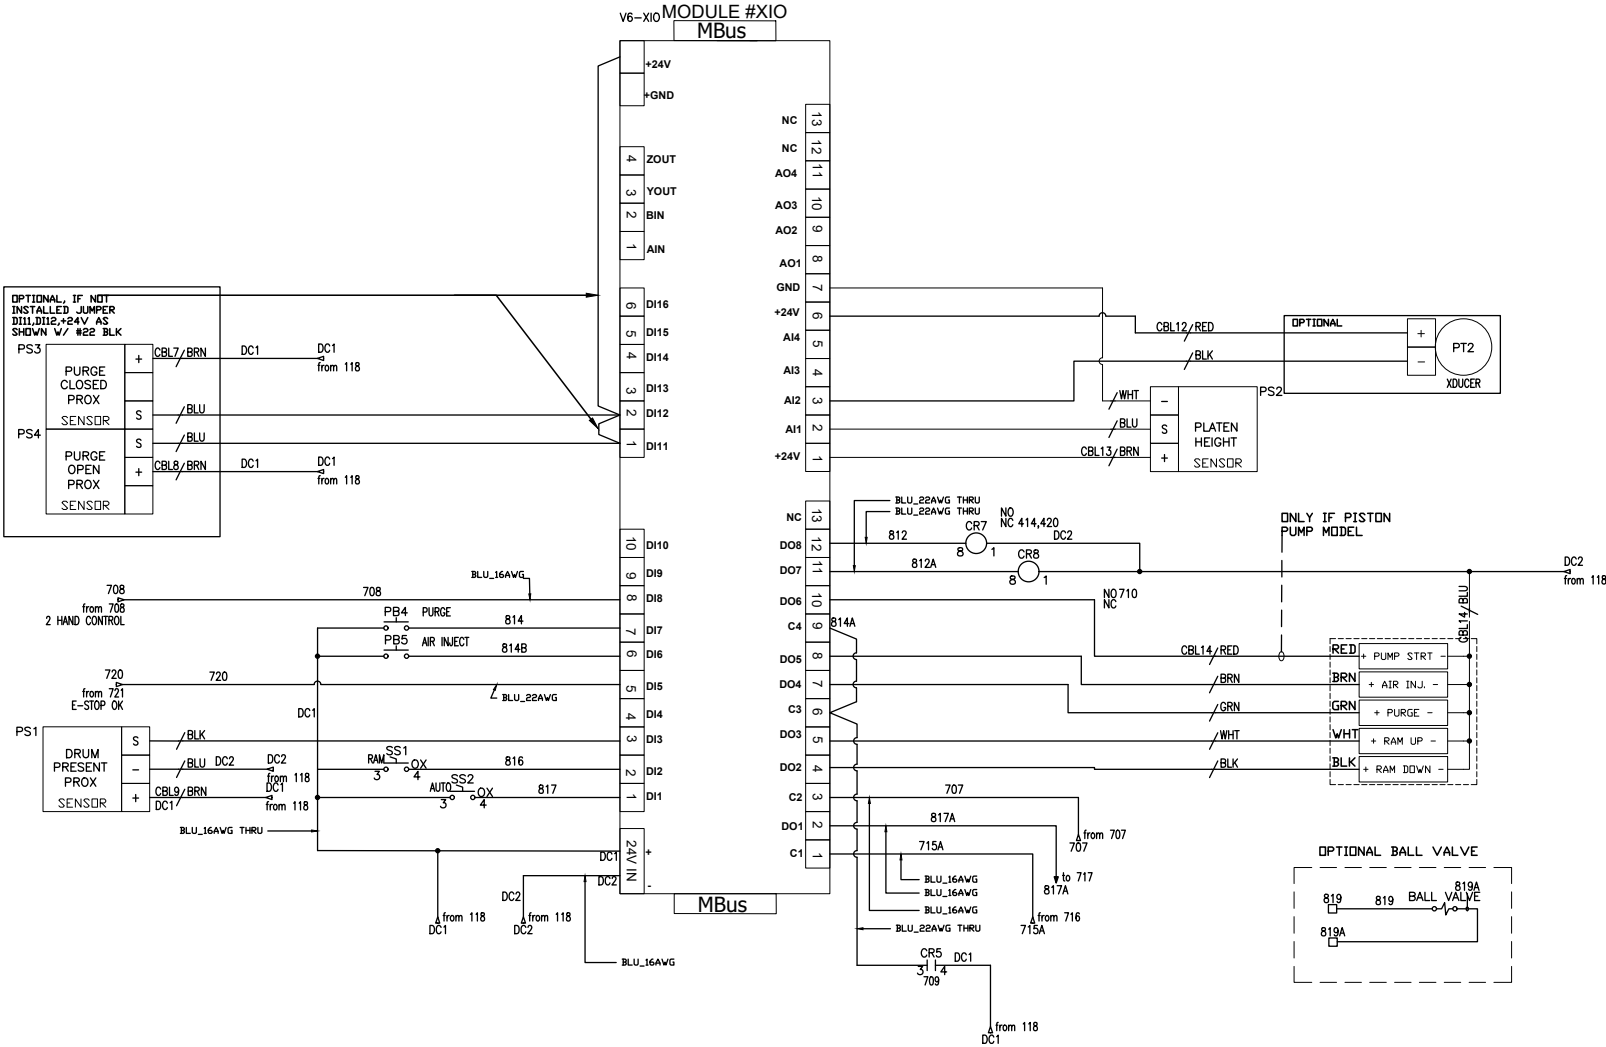 V6-XIO
MODULE #XIO
MBus
+24V
+GND
4 ZOUT
3 YOUT
2 BIN
1 AIN
6 DI16
5 DI15
4 DI14
3 DI13
2 DI12
1 DI11
10 DI10
9 DI9
8 DI8
7 DI7
6 DI6
5 DI5
4 DI4
3 DI3
2 DI2
1 DI1
24V IN
+
-
MBus
NC 13
NC 12
AO4 11
AO3 10
AO2 9
AO1 8
GND 7
+24V 6
AI4 5
AI3 4
AI2 3
AI1 2
+24V 1
NC 13
DO8 12
DO7 11
DO6 10
C4 9
DO5 8
DO4 7
C3 6
DO3 5
DO2 4
C2 3
DO1 2
C1 1
OPTIONAL, IF NOT
INSTALLED JUMPER
DI11,DI12,+24V AS
SHOWN W/ #22 BLK
PS3
PURGE
CLOSED
PROX
SENSOR
+
S
CBL7/BRN
DC1
DC1
from 118
BLU
PS4
PURGE
OPEN
PROX
SENSOR
S
+
BLU
CBL8/BRN
DC1
DC1
from 118
BLU_16AWG
708
from 708
2 HAND CONTROL
708
PB4 PURGE
814
PB5 AIR INJECT
814B
720
from 721
E-STOP OK
720
BLU_22AWG
DC1
PS1
DRUM
PRESENT
PROX
SENSOR
S
-
+
BLK
BLU DC2
DC2
from 118
CBL9/BRN
DC1
DC1
from 118
SS1
RAM OX
3 4
816
SS2
AUTO OX
3 4
817
BLU_16AWG THRU
DC1
DC2
DC2
from 118
DC1
from 118
DC2
BLU_16AWG
CBL12/RED
BLK
OPTIONAL
+
-
PT2
XDUCER
PS2
WHT
BLU
CBL13/BRN
-
S
+
PLATEN
HEIGHT
SENSOR
BLU_22AWG THRU
BLU_22AWG THRU
812
CR7
8 1
NO
NC 414,420
DC2
812A
CR8
8 1
NO 710
NC
ONLY IF PISTON
PUMP MODEL
DC2
from 118
CBL14/BLU
814A
CBL14/RED
BRN
GRN
WHT
BLK
RED
+ PUMP STRT -
BRN
+ AIR INJ. -
GRN
+ PURGE -
WHT
+ RAM UP -
BLK
+ RAM DOWN -
707
from 707
707
817A
to 717
817A
715A
from 716
715A
BLU_16AWG
BLU_16AWG
BLU_16AWG
BLU_22AWG THRU
CR5
3 4
709
DC1
from 118
DC1
OPTIONAL BALL VALVE
819
819
BALL VALVE
819A
819A